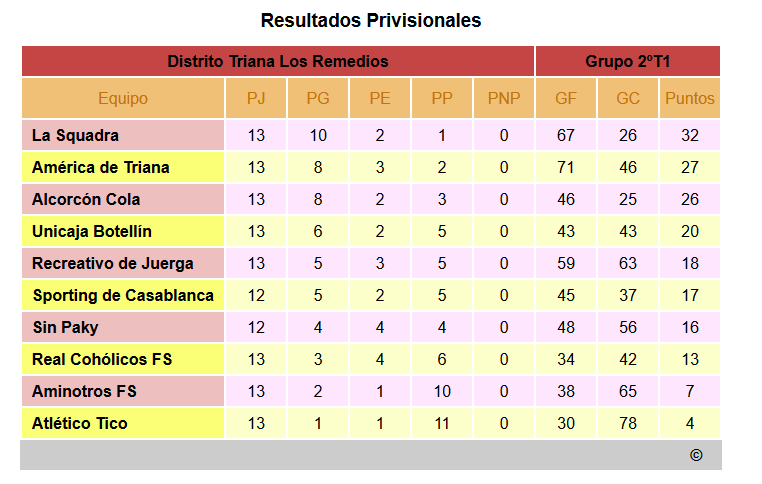 Resultados Privisionales
Distrito Triana Los Remedios Grupo 2ºT1
Equipo PJ PG PE PP PNP GF GC Puntos
La Squadra 13 10 2 1 0 67 26 32
América de Triana 13 8 3 2 0 71 46 27
Alcorcón Cola 13 8 2 3 0 46 25 26
Unicaja Botellín 13 6 2 5 0 43 43 20
Recreativo de Juerga 13 5 3 5 0 59 63 18
Sporting de Casablanca 12 5 2 5 0 45 37 17
Sin Paky 12 4 4 4 0 48 56 16
Real Cohólicos FS 13 3 4 6 0 34 42 13
Aminotros FS 13 2 1 10 0 38 65 7
Atlético Tico 13 1 1 11 0 30 78 4
©